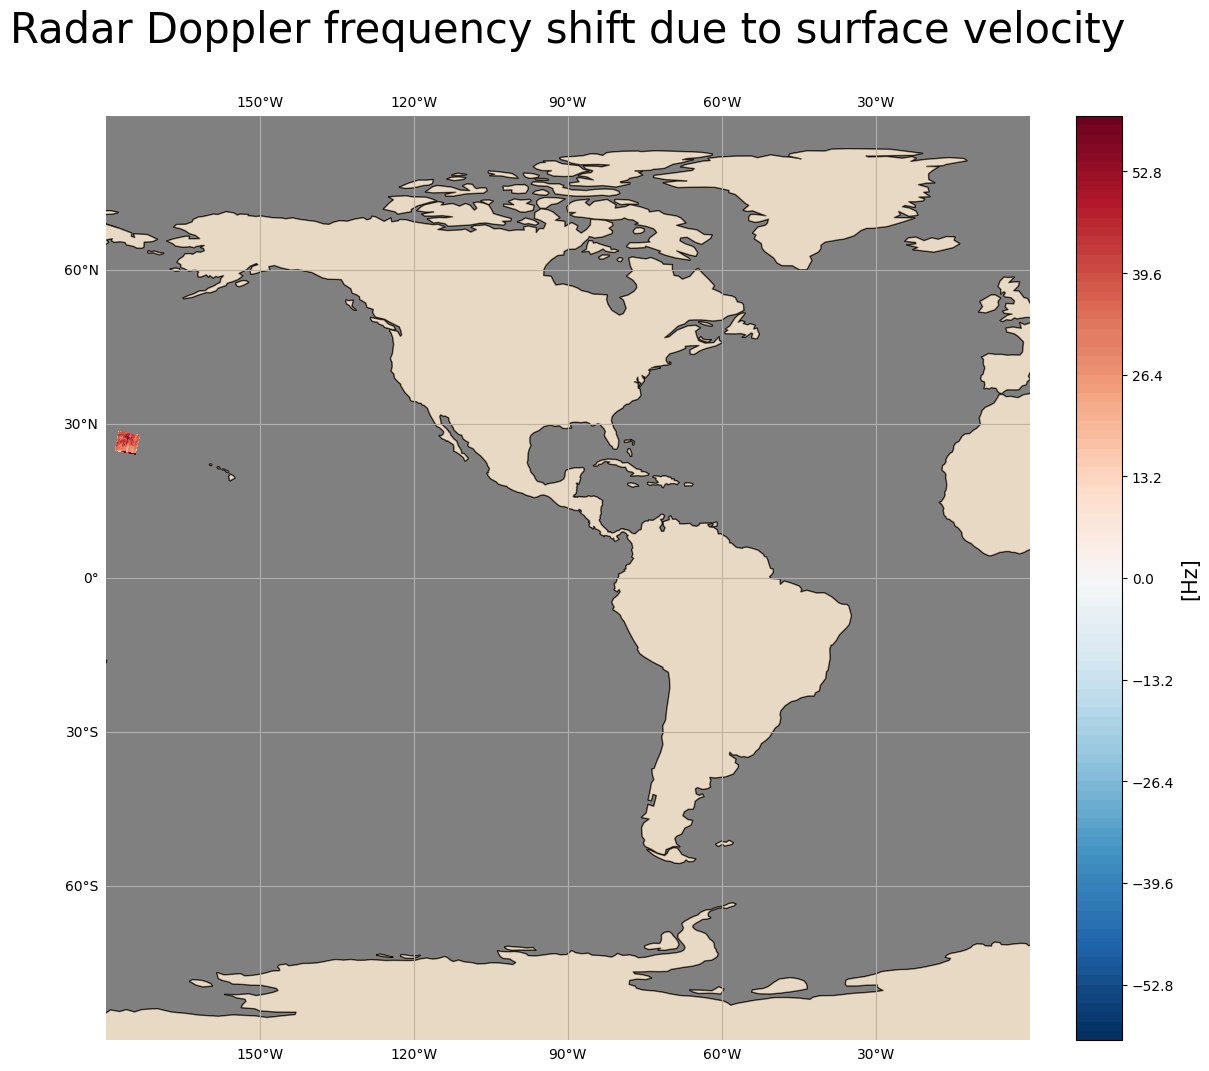 Radar Doppler frequency shift due to surface velocity
150°W 120°W 90°W 60°W 30°W
60°N
30°N
0°
30°S
60°S
150°W 120°W 90°W 60°W 30°W
52.8
39.6
26.4
13.2
0.0
−13.2
−26.4
−39.6
−52.8
[Hz]